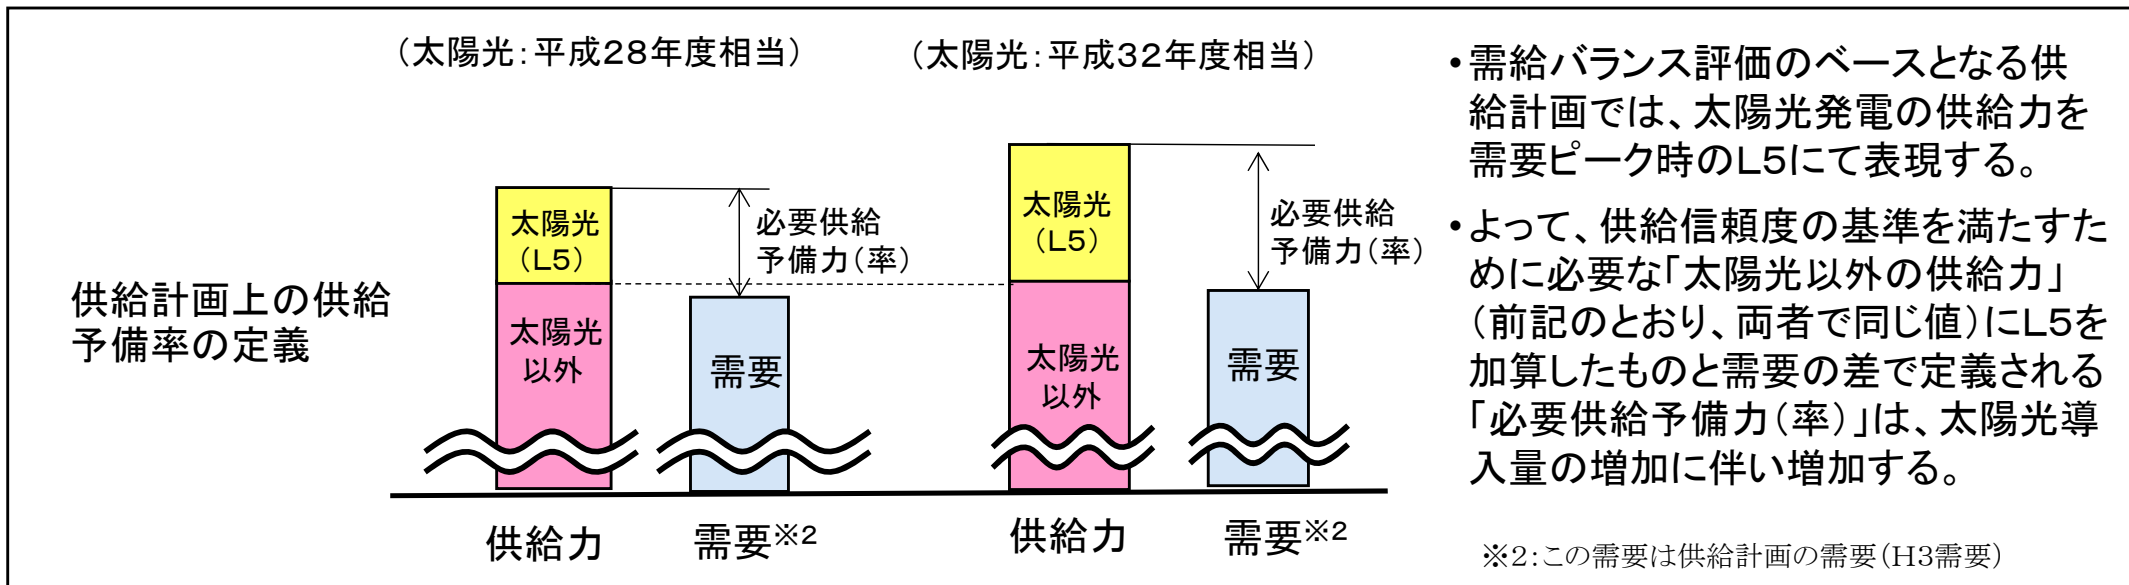 （太陽光：平成２８年度相当）
（太陽光：平成３２年度相当）
供給計画上の供給
予備率の定義
太陽光
（L5）
太陽光
以外
必要供給
予備力（率）
需要
太陽光
（L5）
太陽光
以外
必要供給
予備力（率）
需要
供給力
需要※2
供給力
需要※2
・需給バランス評価のベースとなる供
給計画では、太陽光発電の供給力を
需要ピーク時のL5にて表現する。
・よって、供給信頼度の基準を満たすた
めに必要な「太陽光以外の供給力」
（前記のとおり、両者で同じ値）にL5を
加算したものと需要の差で定義される
「必要供給予備力（率）」は、太陽光導
入量の増加に伴い増加する。
※2：この需要は供給計画の需要（H3需要）